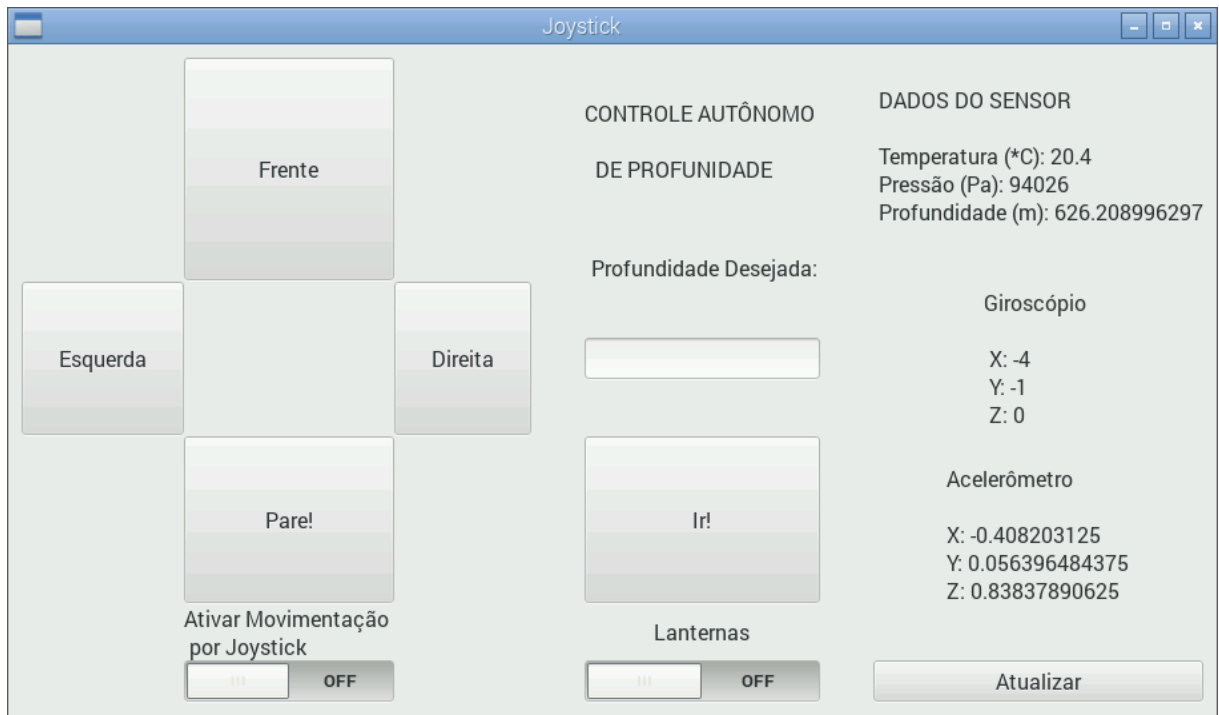 Joystick
Frente
Esquerda
Direita
Pare!
Ativar Movimentação
por Joystick
OFF
CONTROLE AUTÔNOMO
DE PROFUNIDADE
Profundidade Desejada:
Ir!
Lanternas
OFF
DADOS DO SENSOR
Temperatura (*C): 20.4
Pressão (Pa): 94026
Profundidade (m): 626.208996297
Giroscópio
X: -4
Y: -1
Z: 0
Acelerômetro
X: -0.408203125
Y: 0.056396484375
Z: 0.83837890625
Atualizar